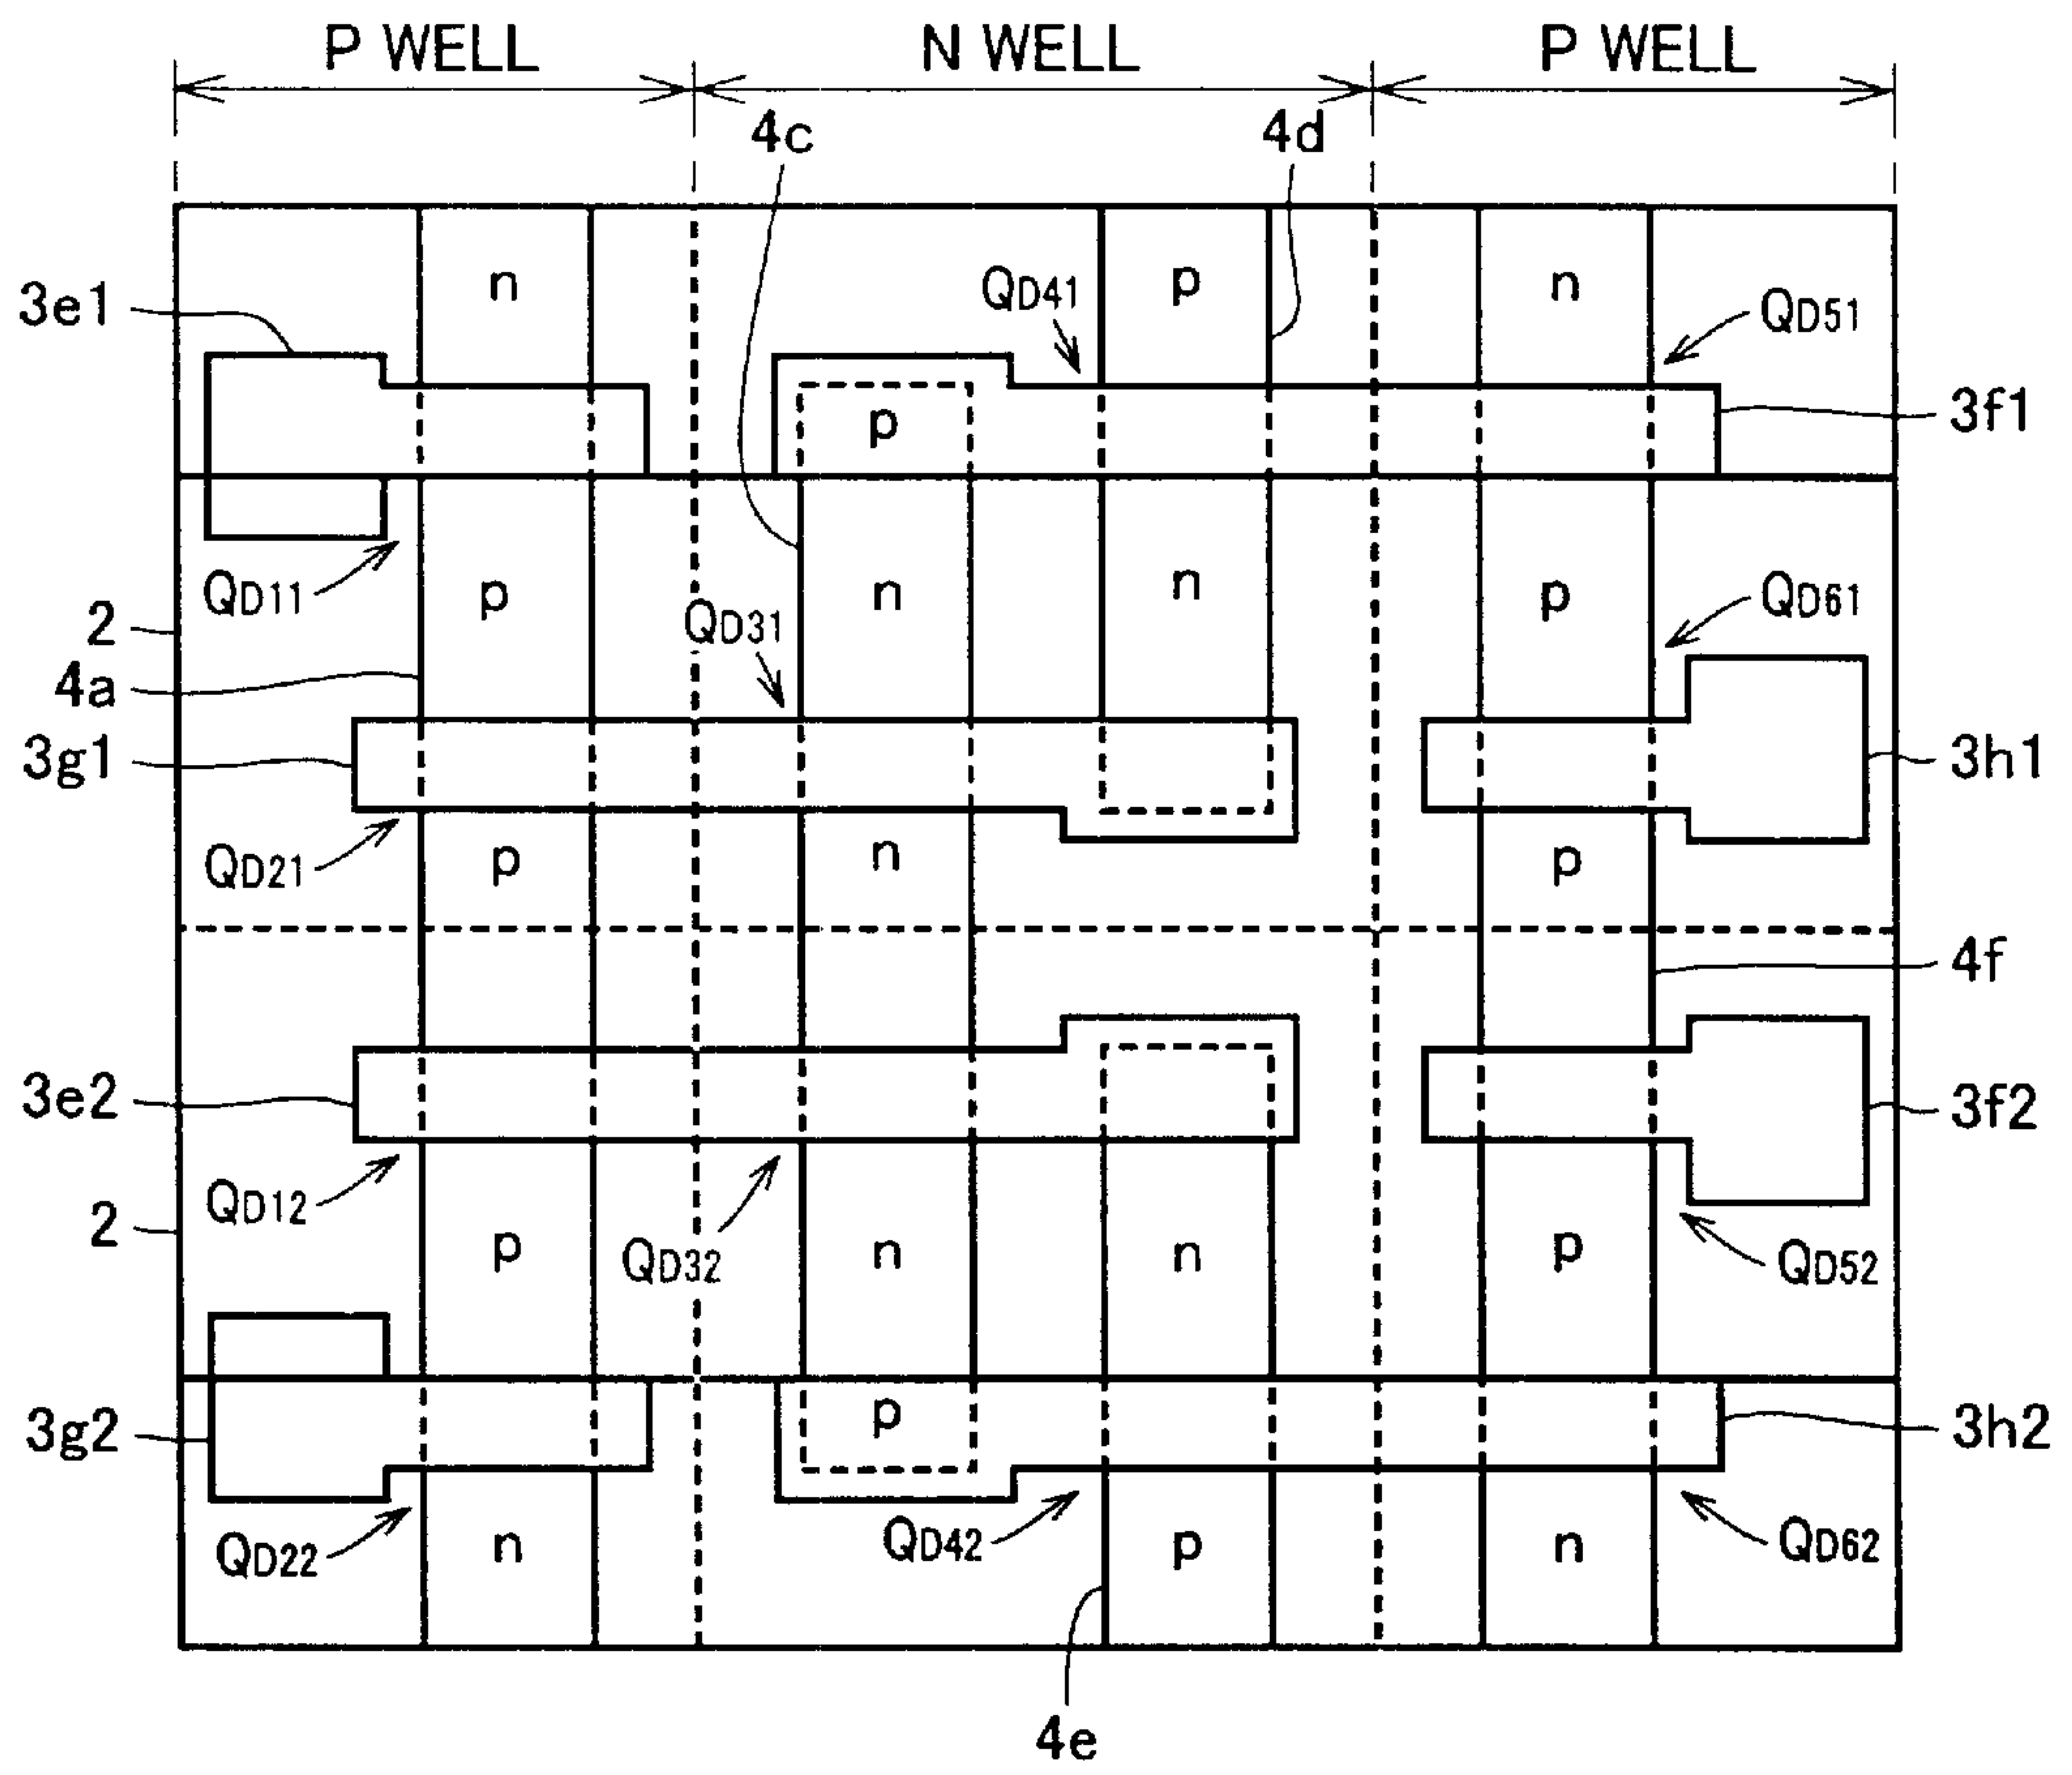 P WELL N WELL P WELL
4c 4d
n p n
3e1 QD41 QD51
p 3f1
QD11 p n n p QD61
2 QD31
4a
3g1 3h1
QD21 p n p
4f
3e2 3f2
QD12 QD32
2 p n n p QD52
3g2 p 3h2
QD22 n QD42 p n QD62
4e